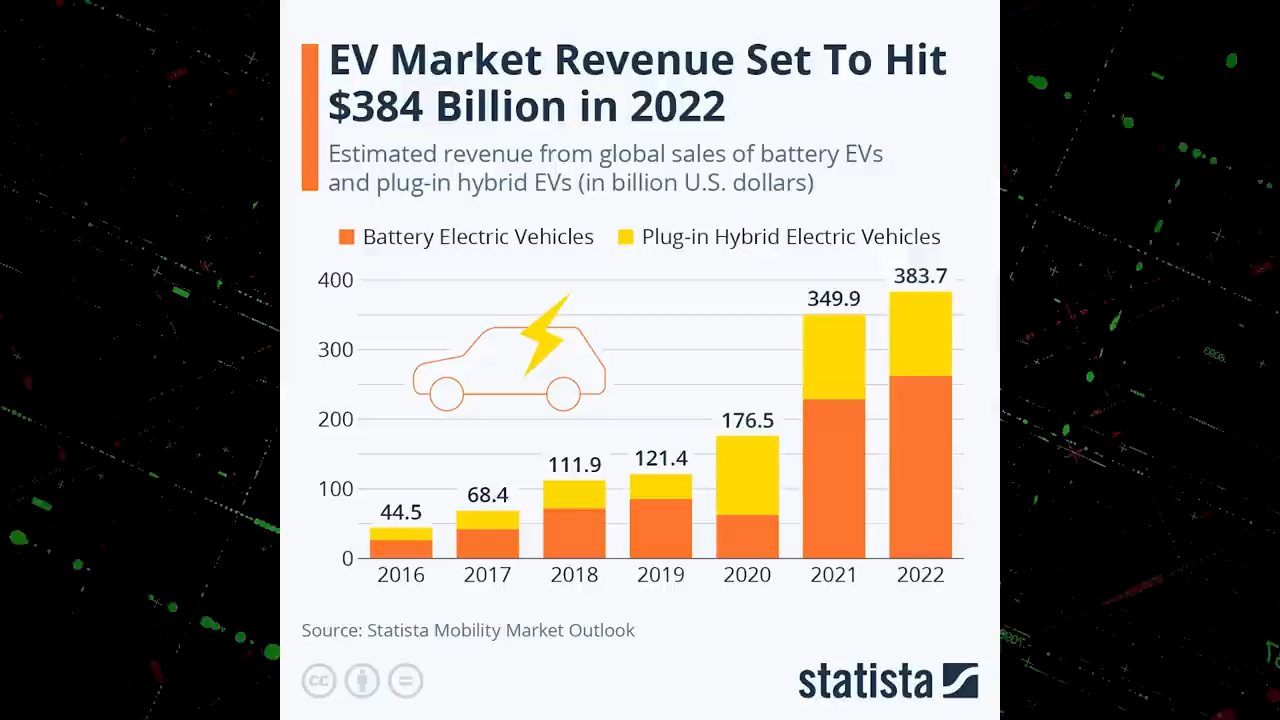 EV Market Revenue Set To Hit
$384 Billion in 2022
Estimated revenue from global sales of battery EVs
and plug-in hybrid EVs (in billion U.S. dollars)
Battery Electric Vehicles Plug-in Hybrid Electric Vehicles
400
300
200
100
0
44.5
68.4
111.9
121.4
176.5
349.9
383.7
2016 2017 2018 2019 2020 2021 2022
Source: Statista Mobility Market Outlook
cc
statista